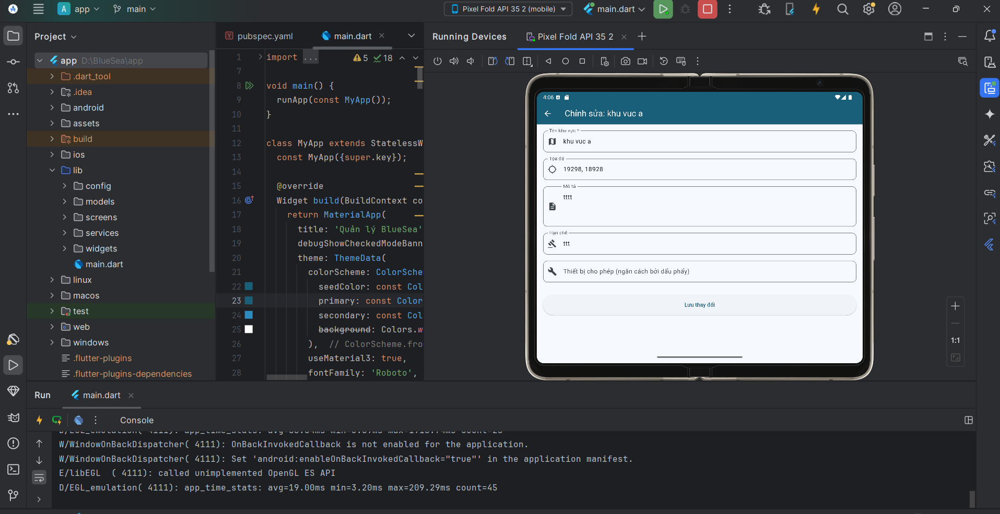 A app main Pixel Fold API 35 2 (mobile) main.dart
Project
app D:\BlueSea\app
.dart_tool
.idea
android
assets
build
ios
lib
config
models
screens
services
widgets
main.dart
linux
macos
test
web
windows
.flutter-plugins
.flutter-plugins-dependencies
pubspec.yaml main.dart
5 18
1 import ...
7
8 void main() {
9 runApp(const MyApp());
10 }
11
12 class MyApp extends StatelessW
13 const MyApp({super.key});
14
15 @override
16 Widget build(BuildContext co
17 return MaterialApp(
18 title: 'Quản lý BlueSea'
19 debugShowCheckedModeBann
20 theme: ThemeData(
21 colorScheme: ColorSche
22 seedColor: const Col
23 primary: const Color
24 secondary: const Col
25 background: Colors.w
26 ), // ColorScheme.fro
27 useMaterial3: true,
28 fontFamily: 'Roboto',
Running Devices Pixel Fold API 35 2
4:06
Chỉnh sửa: khu vuc a
Tên khu vực *
khu vuc a
Tọa độ
19298, 18928
Mô tả
tttt
Hạn chế
ttt
Thiết bị cho phép (ngăn cách bởi dấu phẩy)
Lưu thay đổi
1:1
Run main.dart
Console
W/WindowOnBackDispatcher( 4111): OnBackInvokedCallback is not enabled for the application.
W/WindowOnBackDispatcher( 4111): Set 'android:enableOnBackInvokedCallback="true"' in the application manifest.
E/libEGL ( 4111): called unimplemented OpenGL ES API
D/EGL_emulation( 4111): app_time_stats: avg=19.00ms min=3.20ms max=209.29ms count=45